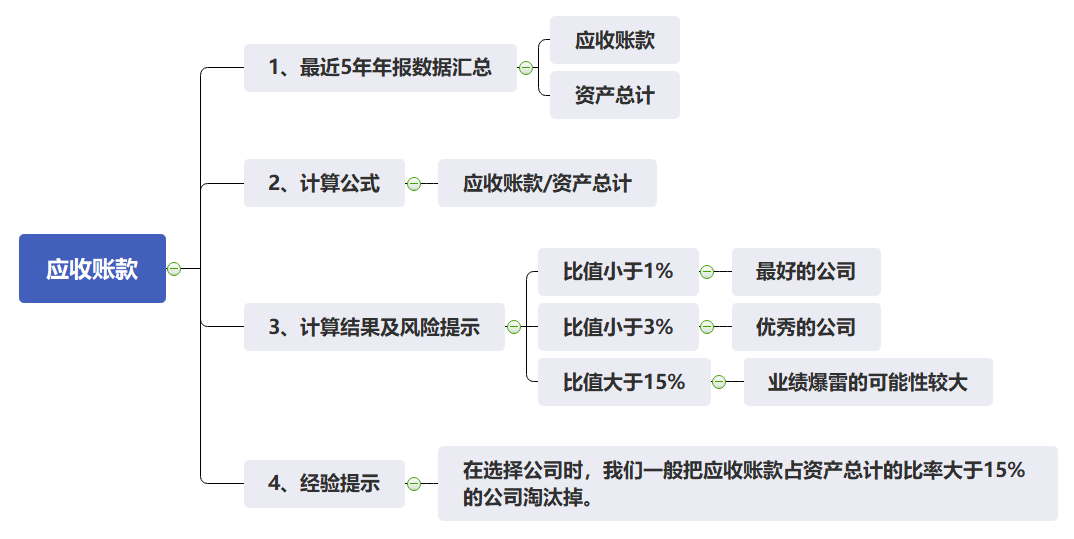 应收账款
1、最近5年年报数据汇总
应收账款
资产总计
2、计算公式
应收账款/资产总计
3、计算结果及风险提示
比值小于1%
最好的公司
比值小于3%
优秀的公司
比值大于15%
业绩爆雷的可能性较大
4、经验提示
在选择公司时，我们一般把应收账款占资产总计的比率大于15%
的公司淘汰掉。